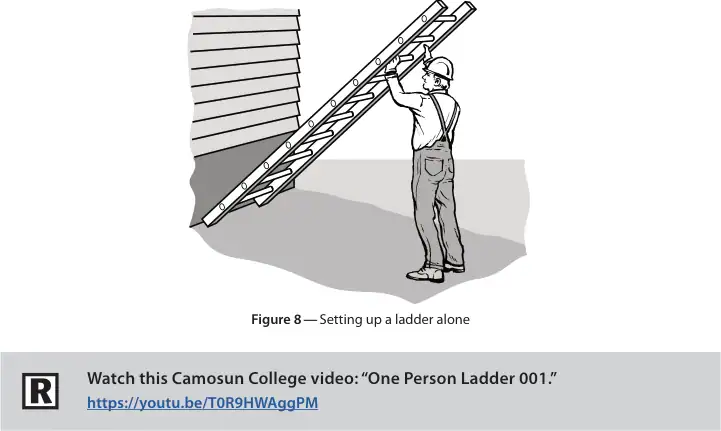 Figure 8 — Setting up a ladder alone
R
Watch this Camosun College video: “One Person Ladder 001.”
https://youtu.be/T0R9HWAggPM